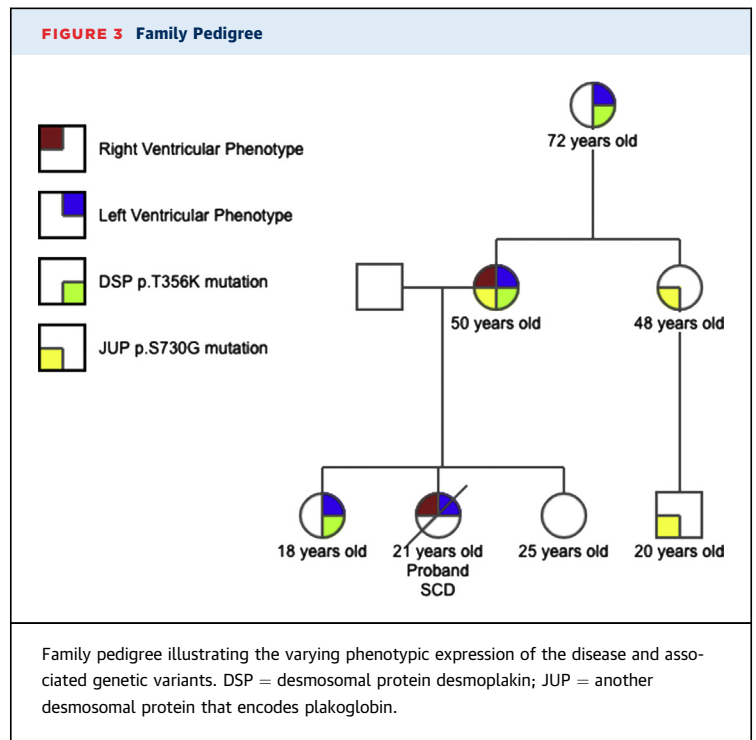 FIGURE 3 Family Pedigree
72 years old
Right Ventricular Phenotype
Left Ventricular Phenotype
DSP p.T356K mutation
JUP p.S730G mutation
50 years old
48 years old
18 years old
21 years old
Proband
SCD
25 years old
20 years old
Family pedigree illustrating the varying phenotypic expression of the disease and asso-
ciated genetic variants. DSP = desmosomal protein desmoplakin; JUP = another
desmosomal protein that encodes plakoglobin.